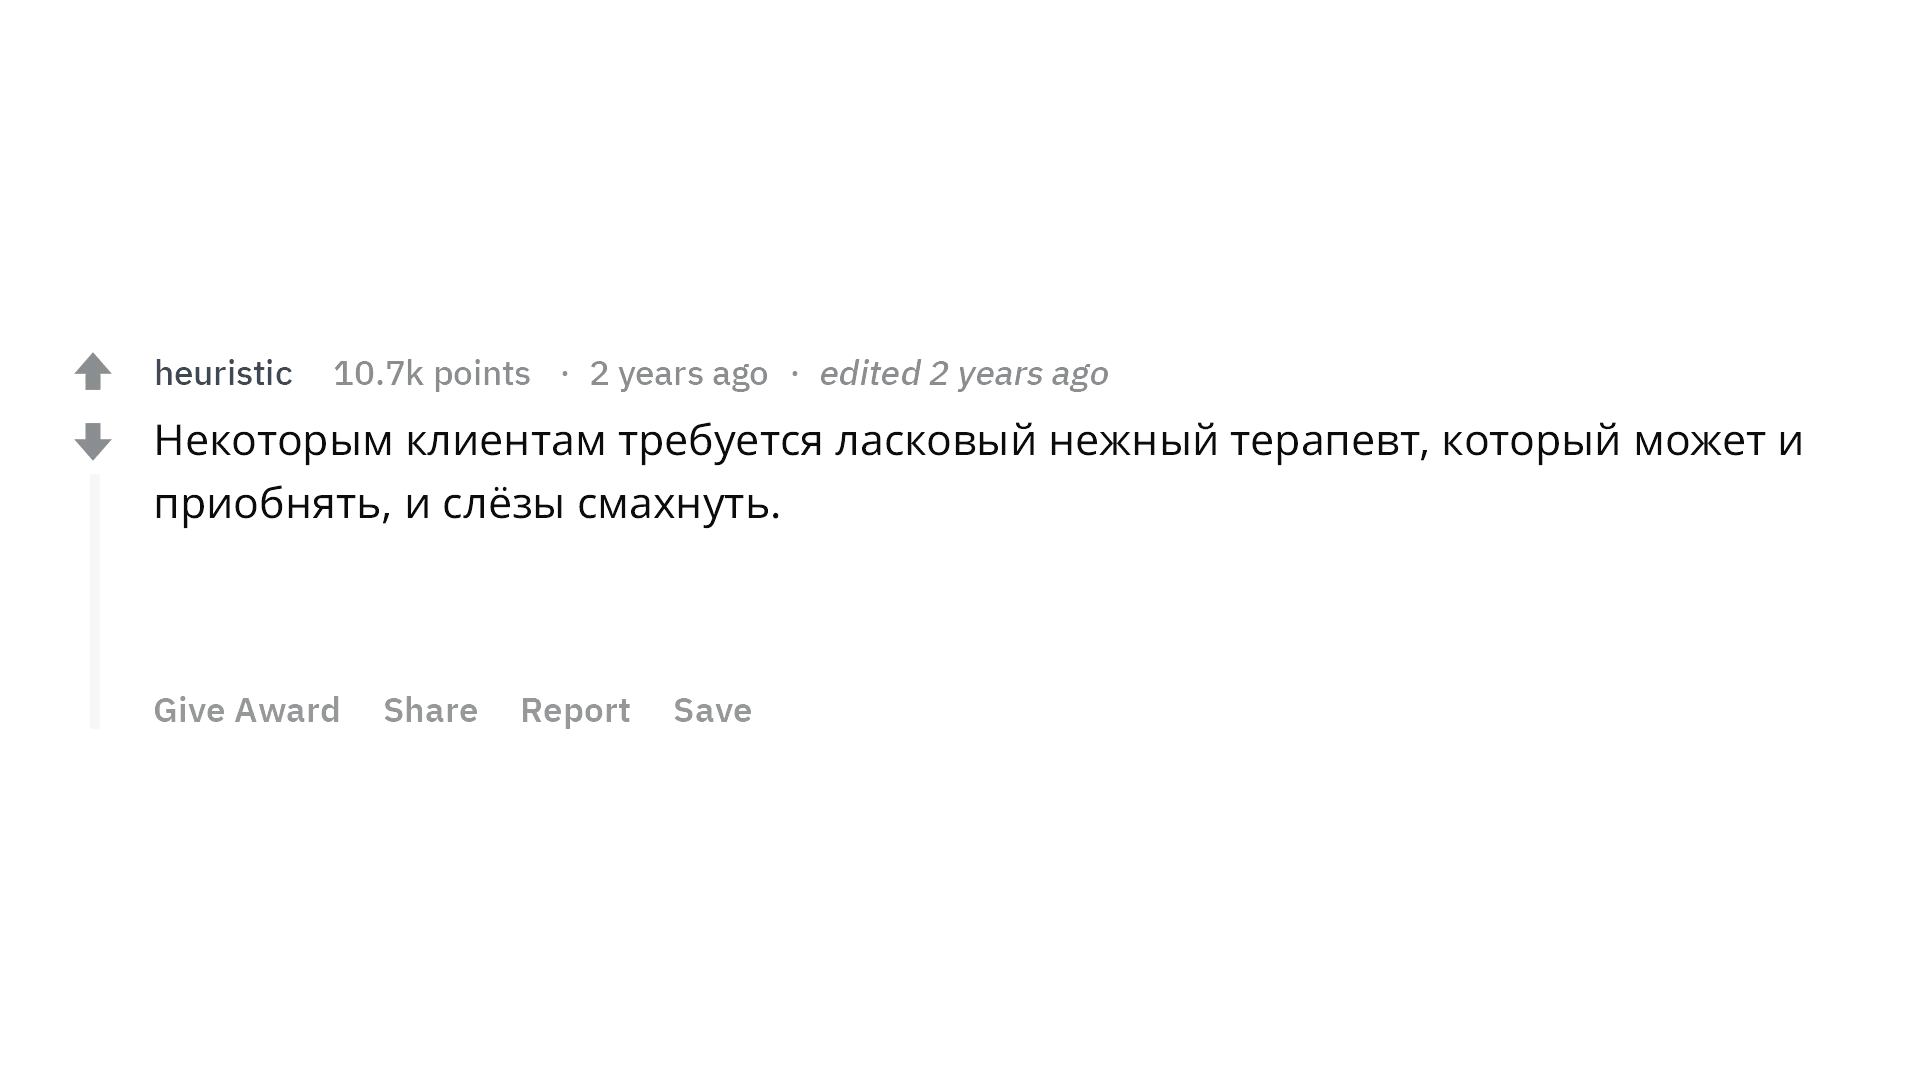 heuristic 10.7k points · 2 years ago · edited 2 years ago
Некоторым клиентам требуется ласковый нежный терапевт, который может и
приобнять, и слёзы смахнуть.
Give Award Share Report Save